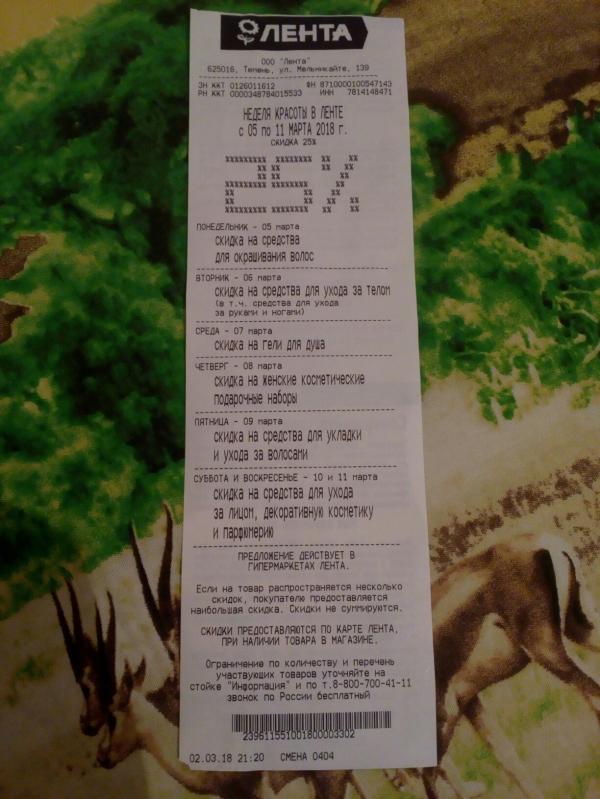 ЛЕНТА
ООО "Лента"
625016, Тюмень, ул. Мельникайте, 139
ЗН ККТ 0126011612 ФН 8710000100547143
РН ККТ 0000348784015533 ИНН 7814148471
НЕДЕЛЯ КРАСОТЫ В ЛЕНТЕ
с 05 по 11 МАРТА 2018 г.
СКИДКА 25%
25%
ПОНЕДЕЛЬНИК - 05 марта
скидка на средства
для окрашивания волос
ВТОРНИК - 06 марта
скидка на средства для ухода за телом
(в т.ч. средства для ухода
за руками и ногами)
СРЕДА - 07 марта
скидка на гели для душа
ЧЕТВЕРГ - 08 марта
скидка на женские косметические
подарочные наборы
ПЯТНИЦА - 09 марта
скидка на средства для укладки
и ухода за волосами
СУББОТА И ВОСКРЕСЕНЬЕ - 10 и 11 марта
скидка на средства для ухода
за лицом, декоративную косметику
и парфюмерию
ПРЕДЛОЖЕНИЕ ДЕЙСТВУЕТ В
ГИПЕРМАРКЕТАХ ЛЕНТА.
Если на товар распространяется несколько
скидок, покупателю предоставляется
наибольшая скидка. Скидки не суммируются.
СКИДКИ ПРЕДОСТАВЛЯЮТСЯ ПО КАРТЕ ЛЕНТА,
ПРИ НАЛИЧИИ ТОВАРА В МАГАЗИНЕ.
Ограничение по количеству и перечень
участвующих товаров уточняйте на
стойке "Информация" и по т.8-800-700-41-11
звонок по России бесплатный
2396115510018000033302
02.03.18 21:20 СМЕНА 0404